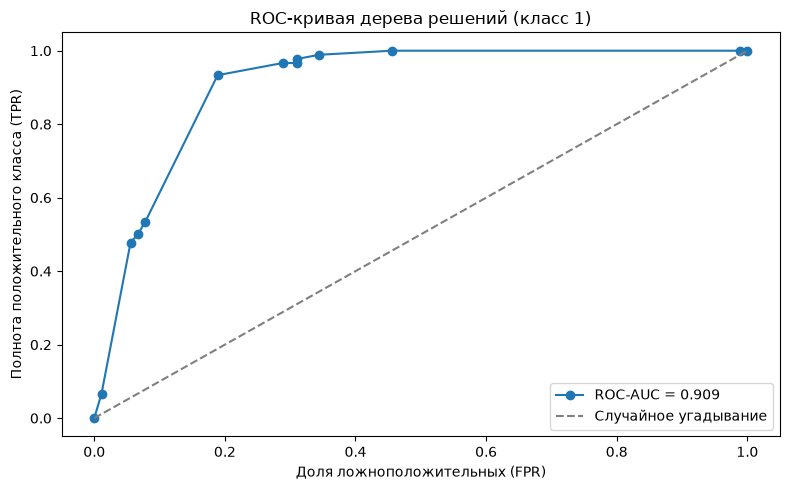 ROC-кривая дерева решений (класс 1)
Полнота положительного класса (TPR)
1.0
0.8
0.6
0.4
0.2
0.0
0.0 0.2 0.4 0.6 0.8 1.0
Доля ложноположительных (FPR)
ROC-AUC = 0.909
Случайное угадывание